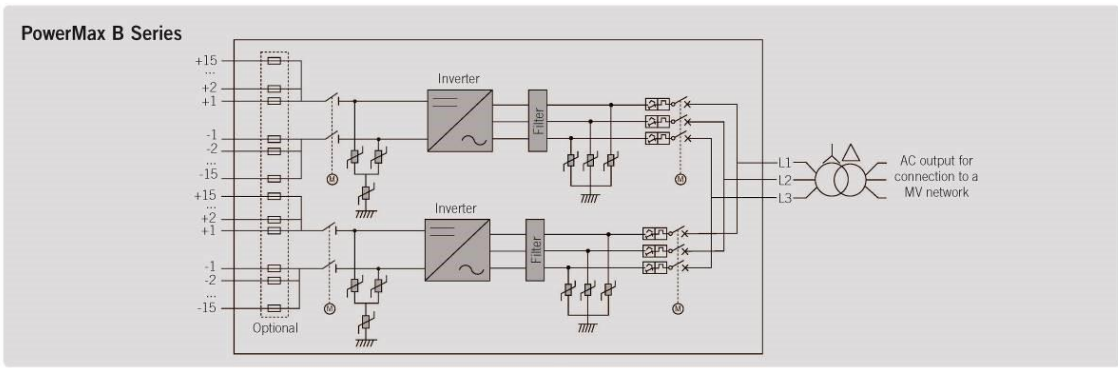 PowerMax B Series
+15
...
+2
+1
-1
-2
...
-15
+15
...
+2
+1
-1
-2
...
-15
Optional
Inverter
Filter
M
Inverter
Filter
M
M
M
L1
L2
L3
AC output for
connection to a
MV network